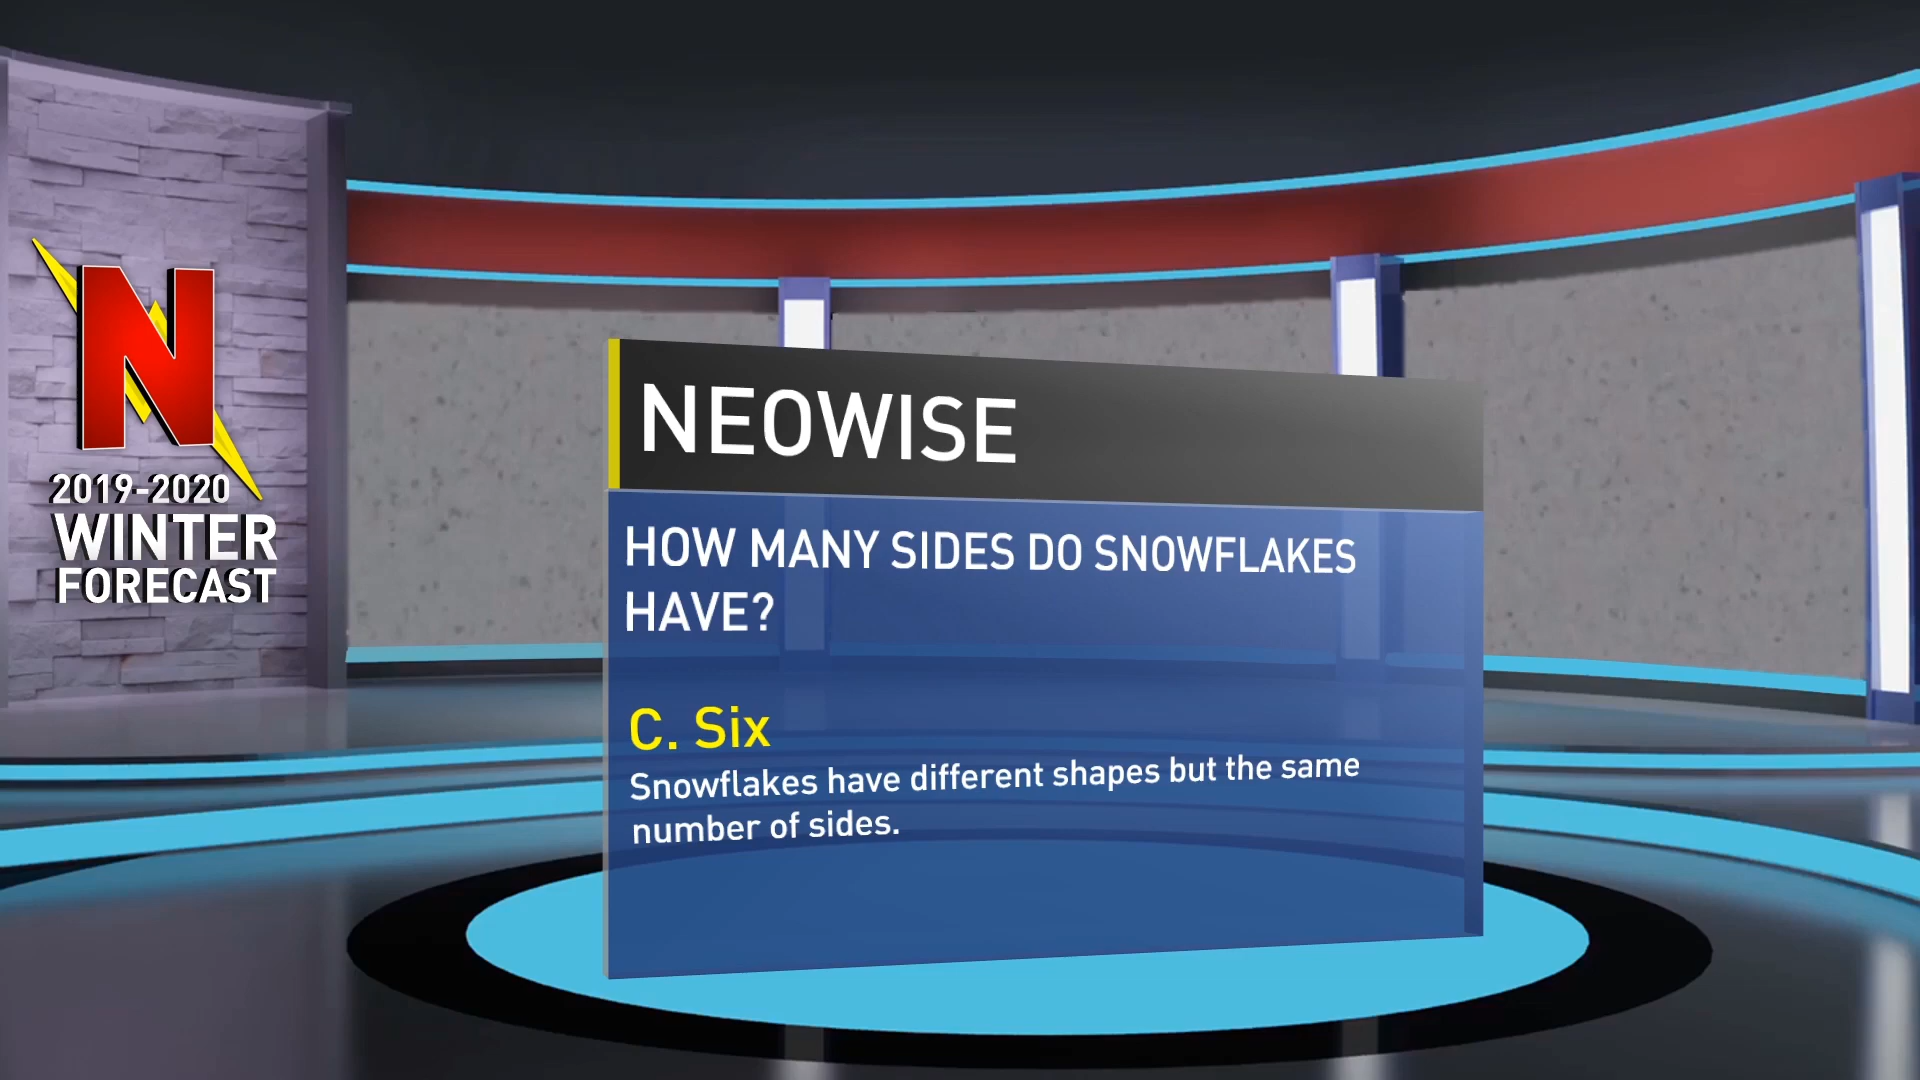 N
2019-2020
WINTER
FORECAST
NEOWISE
HOW MANY SIDES DO SNOWFLAKES
HAVE?
C. Six
Snowflakes have different shapes but the same
number of sides.